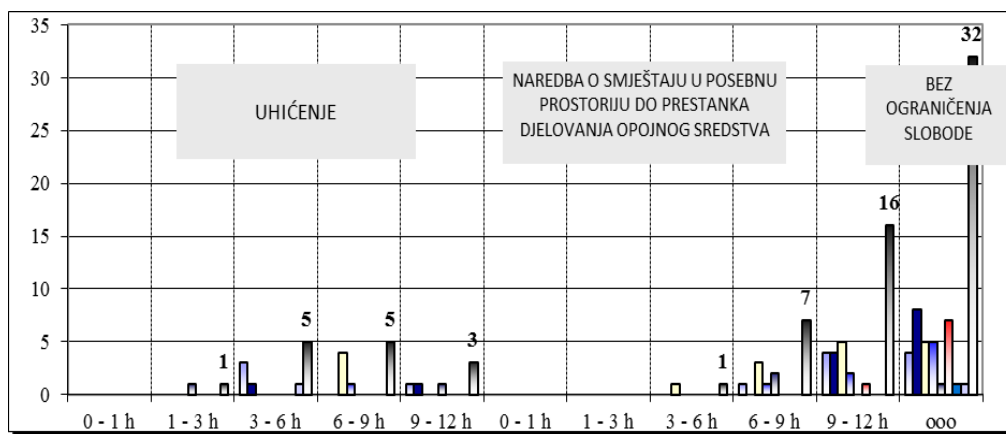 35
32
30
NAREDBA O SMJEŠTAJU U POSEBNU
PROSTORIJU DO PRESTANKA
DJELOVANJA OPOJNOG SREDSTVA
BEZ
OGRANIČENJA
SLOBODE
UHIĆENJE
25
20
15
16
10
7
5
5
5
3
1
1
0
0 - 1 h 1 - 3 h 3 - 6 h 6 - 9 h 9 - 12 h 0 - 1 h 1 - 3 h 3 - 6 h 6 - 9 h 9 - 12 h ooo